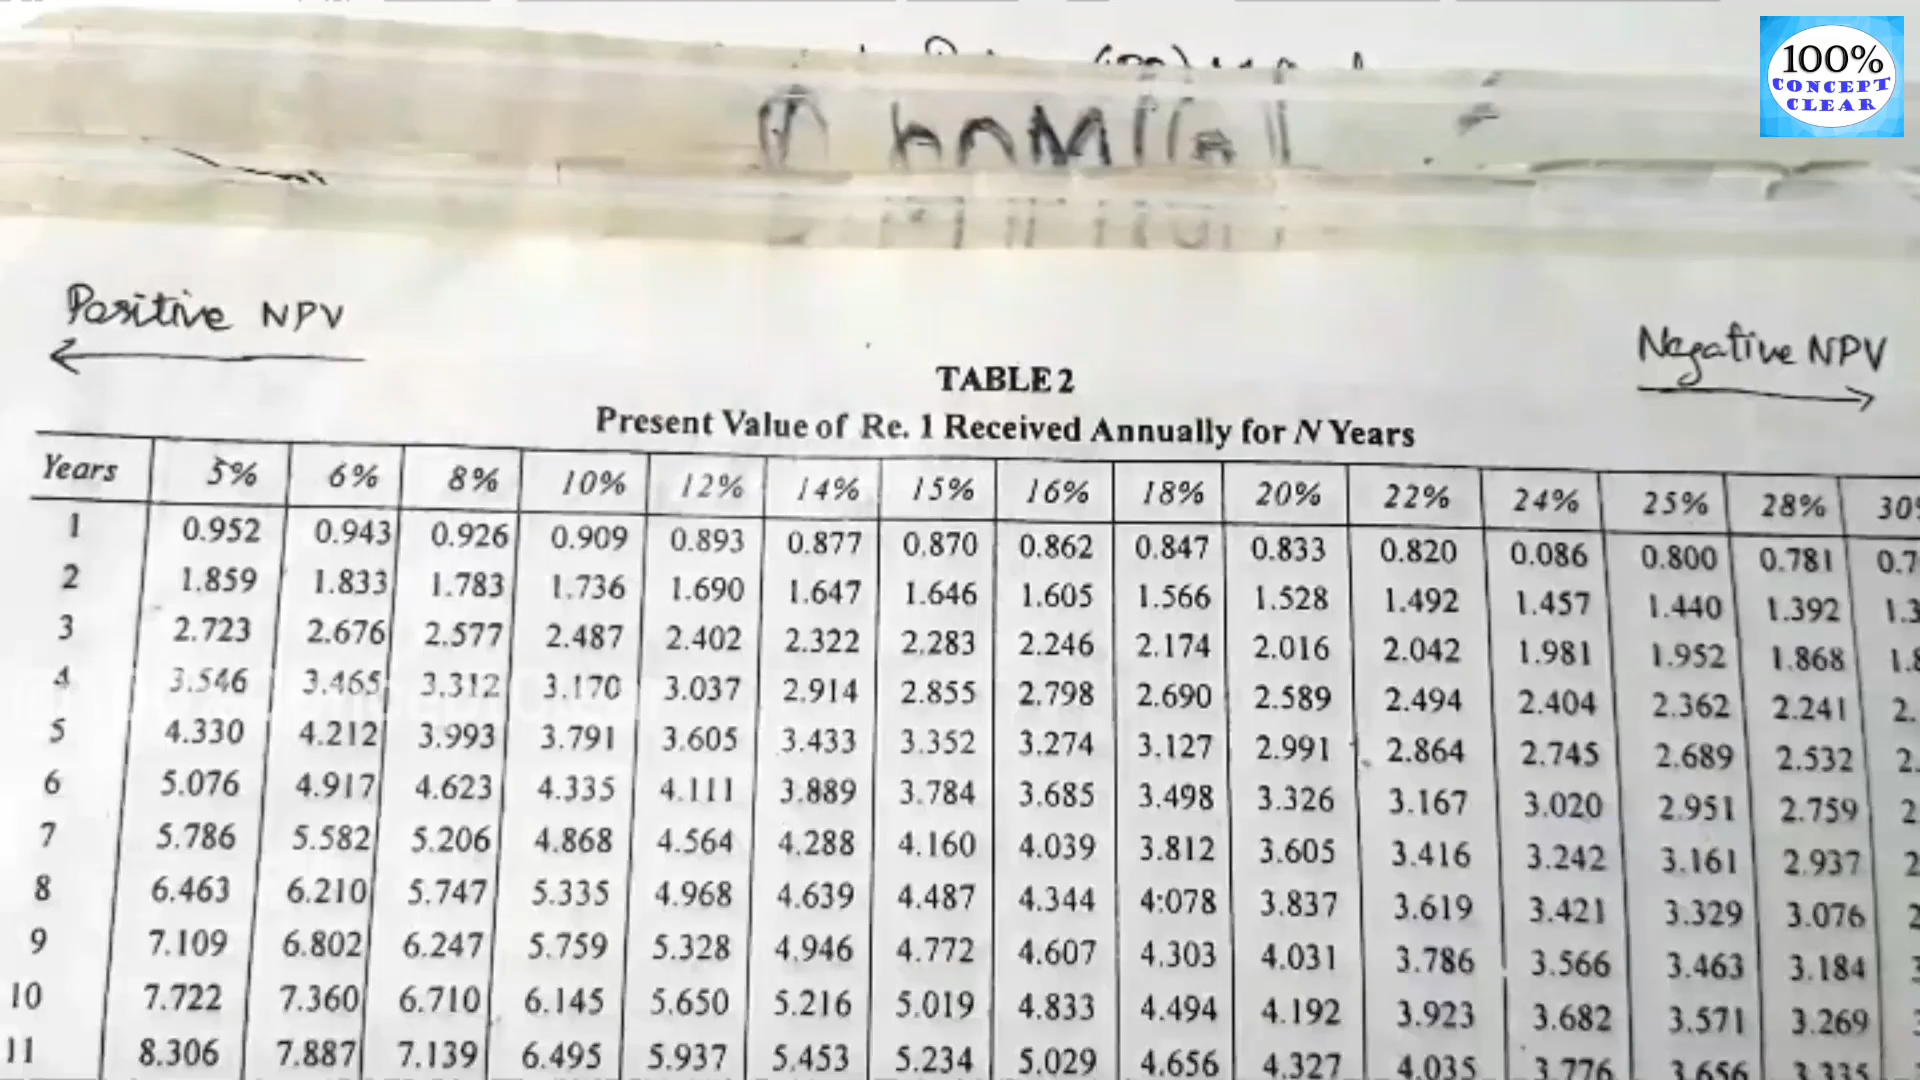 100%
CONCEPT
CLEAR
Positive NPV
Negative NPV
TABLE 2
Present Value of Re. 1 Received Annually for N Years
Years 5% 6% 8% 10% 12% 14% 15% 16% 18% 20% 22% 24% 25% 28% 30%
1 0.952 0.943 0.926 0.909 0.893 0.877 0.870 0.862 0.847 0.833 0.820 0.086 0.800 0.781
2 1.859 1.833 1.783 1.736 1.690 1.647 1.646 1.605 1.566 1.528 1.492 1.457 1.440 1.392
3 2.723 2.676 2.577 2.487 2.402 2.322 2.283 2.246 2.174 2.016 2.042 1.981 1.952 1.868
4 3.546 3.465 3.312 3.170 3.037 2.914 2.855 2.798 2.690 2.589 2.494 2.404 2.362 2.241
5 4.330 4.212 3.993 3.791 3.605 3.433 3.352 3.274 3.127 2.991 2.864 2.745 2.689 2.532
6 5.076 4.917 4.623 4.335 4.111 3.889 3.784 3.685 3.498 3.326 3.167 3.020 2.951 2.759
7 5.786 5.582 5.206 4.868 4.564 4.288 4.160 4.039 3.812 3.605 3.416 3.242 3.161 2.937
8 6.463 6.210 5.747 5.335 4.968 4.639 4.487 4.344 4:078 3.837 3.619 3.421 3.329 3.076
9 7.109 6.802 6.247 5.759 5.328 4.946 4.772 4.607 4.303 4.031 3.786 3.566 3.463 3.184
10 7.722 7.360 6.710 6.145 5.650 5.216 5.019 4.833 4.494 4.192 3.923 3.682 3.571 3.269
11 8.306 7.887 7.139 6.495 5.937 5.453 5.234 5.029 4.656 4.327 4.035 3.776 3.656 3.335